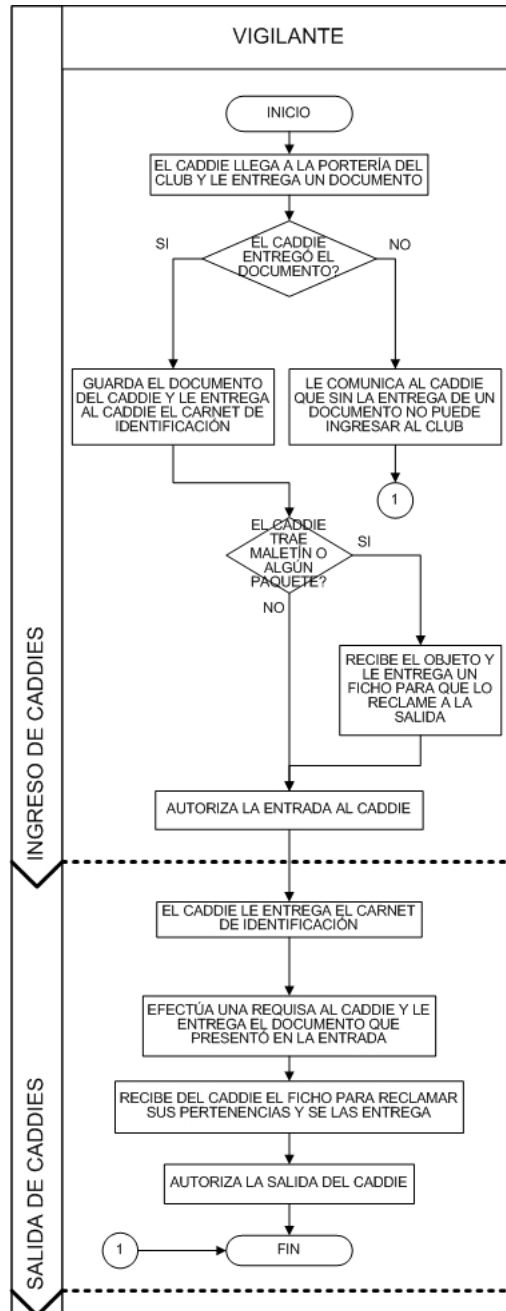 VIGILANTE
INICIO
EL CADDIE LLEGA A LA PORTERÍA DEL
CLUB Y LE ENTREGA UN DOCUMENTO
SI
EL CADDIE
ENTREGÓ EL
DOCUMENTO?
NO
GUARDA EL DOCUMENTO
DEL CADDIE Y LE ENTREGA
AL CADDIE EL CARNET DE
IDENTIFICACIÓN
LE COMUNICA AL CADDIE
QUE SIN LA ENTREGA DE UN
DOCUMENTO NO PUEDE
INGRESAR AL CLUB
1
EL CADDIE
TRAE
MALETÍN O
ALGÚN
PAQUETE?
SI
NO
RECIBE EL OBJETO Y
LE ENTREGA UN
FICHO PARA QUE LO
RECLAME A LA
SALIDA
AUTORIZA LA ENTRADA AL CADDIE
INGRESO DE CADDIES
EL CADDIE LE ENTREGA EL CARNET
DE IDENTIFICACIÓN
EFECTÚA UNA REQUISA AL CADDIE Y LE
ENTREGA EL DOCUMENTO QUE
PRESENTÓ EN LA ENTRADA
RECIBE DEL CADDIE EL FICHO PARA RECLAMAR
SUS PERTENENCIAS Y SE LAS ENTREGA
AUTORIZA LA SALIDA DEL CADDIE
1
FIN
SALIDA DE CADDIES